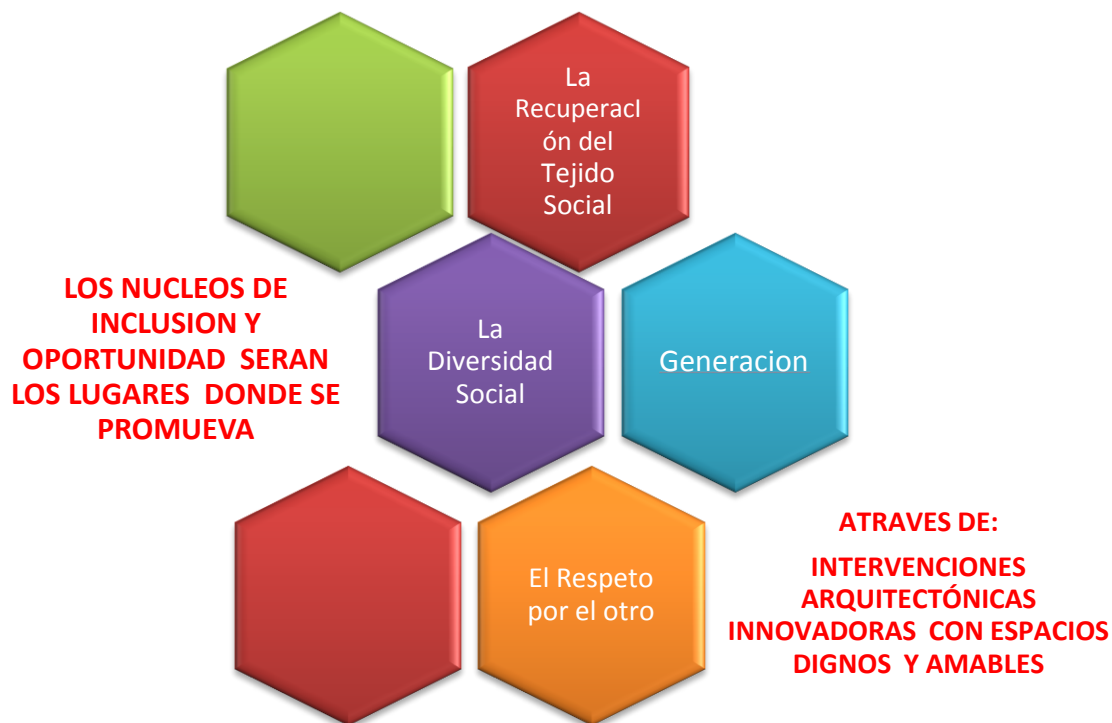 La
Recuperacl
ón del
Tejido
Social
LOS NUCLEOS DE
INCLUSION Y
OPORTUNIDAD SERAN
LOS LUGARES DONDE SE
PROMUEVA
La
Diversidad
Social
Generacion
El Respeto
por el otro
ATRAVES DE:
INTERVENCIONES
ARQUITECTÓNICAS
INNOVADORAS CON ESPACIOS
DIGNOS Y AMABLES